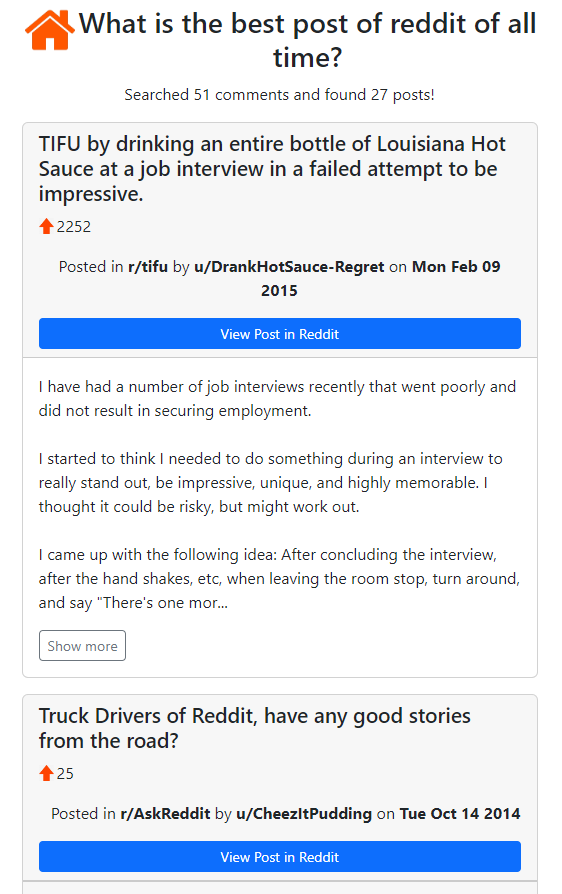 What is the best post of reddit of all
time?
Searched 51 comments and found 27 posts!
TIFU by drinking an entire bottle of Louisiana Hot
Sauce at a job interview in a failed attempt to be
impressive.
2252
Posted in r/tifu by u/DrankHotSauce-Regret on Mon Feb 09
2015
View Post in Reddit
I have had a number of job interviews recently that went poorly and
did not result in securing employment.
I started to think I needed to do something during an interview to
really stand out, be impressive, unique, and highly memorable. I
thought it could be risky, but might work out.
I came up with the following idea: After concluding the interview,
after the hand shakes, etc, when leaving the room stop, turn around,
and say "There's one mor...
Show more
Truck Drivers of Reddit, have any good stories
from the road?
25
Posted in r/AskReddit by u/CheezItPudding on Tue Oct 14 2014
View Post in Reddit